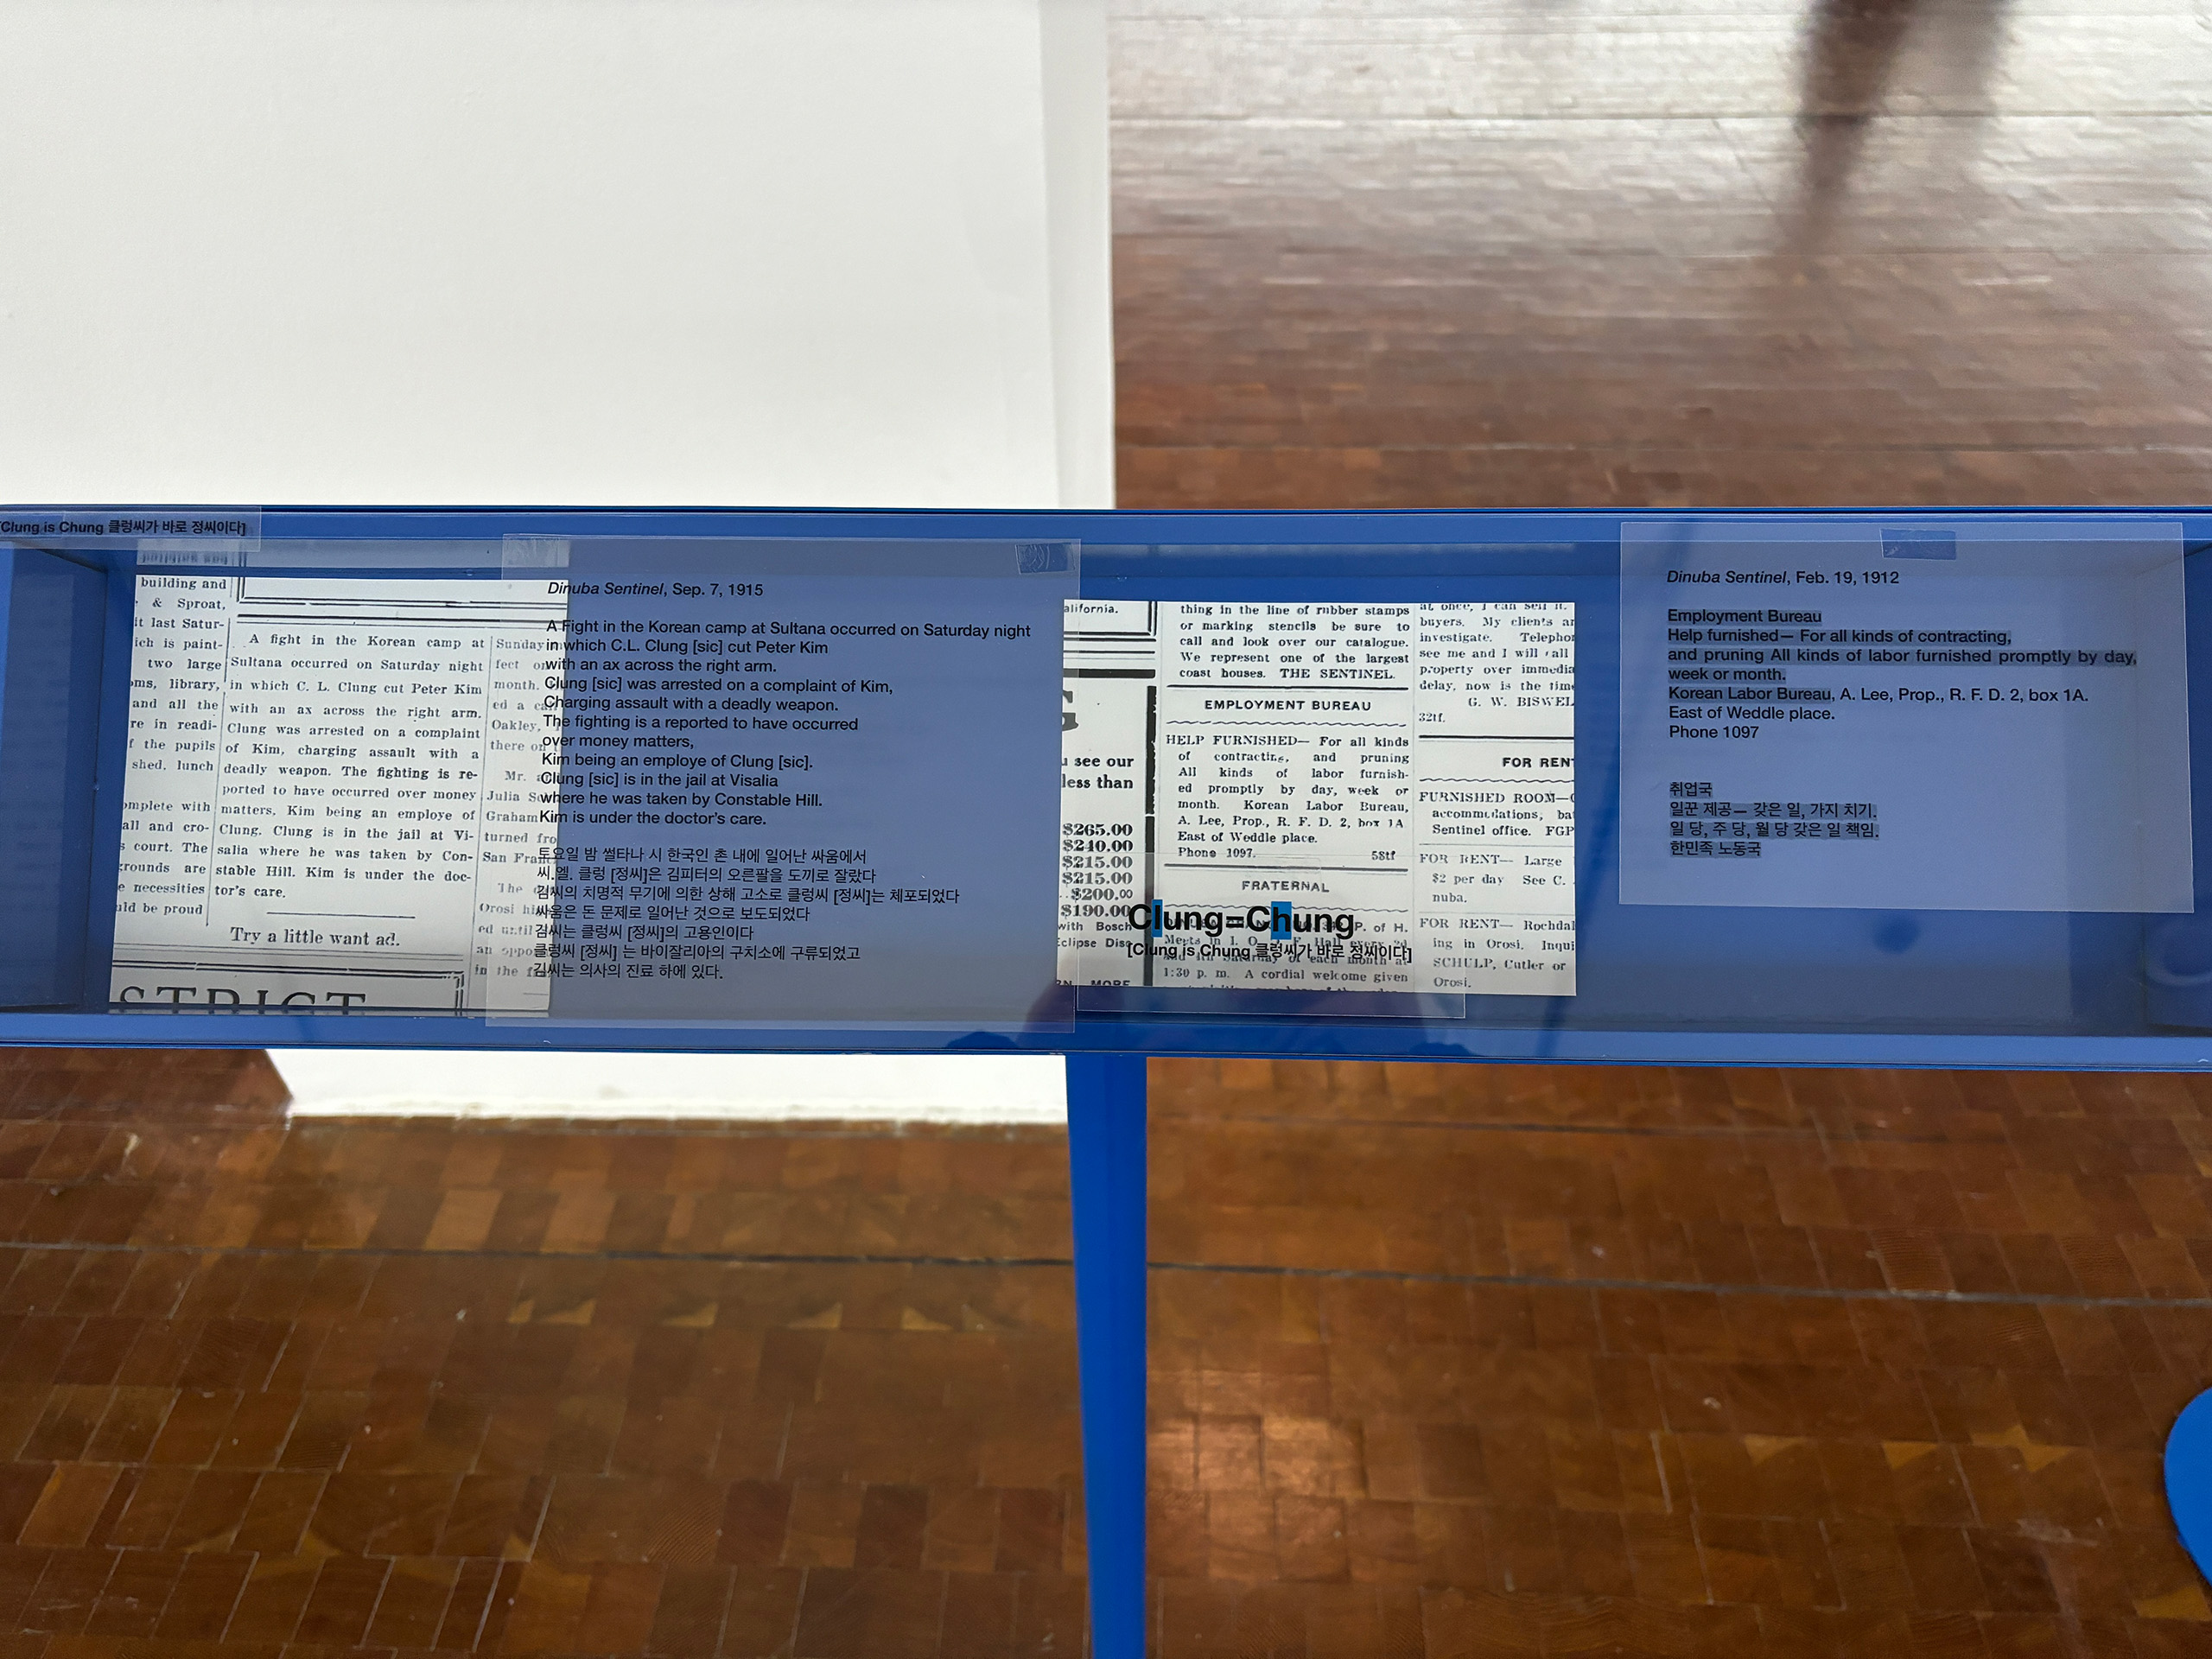 [Clung is Chung 클렁씨가 바로 정씨이다]
building and
& Sproat,
it last Satur-
ich is paint-
two large
oms, library,
and all the
re in readi-
f the pupils
shed, lunch
omplete with
all and cro-
s court. The
grounds are
e necessities
uld be proud
A fight in the Korean camp at
Sultana occurred on Saturday night
in which C. L. Clung cut Peter Kim
with an ax across the right arm.
Clung was arrested on a complaint
of Kim, charging assault with a
deadly weapon. The fighting is re-
ported to have occurred over money
matters, Kim being an employe of
Clung. Clung is in the jail at Vi-
salia where he was taken by Con-
stable Hill. Kim is under the doc-
tor's care.
Try a little want ad.
STRICT
Sunday
month.
ed a
Oakley,
there on
Mr.
Julia
Graham
turned fro
San Fran
The
Orosi
ed until
an oppo
in the
Dinuba Sentinel, Sep. 7, 1915
A Fight in the Korean camp at Sultana occurred on Saturday night
in which C.L. Clung [sic] cut Peter Kim
with an ax across the right arm.
Clung [sic] was arrested on a complaint of Kim,
Charging assault with a deadly weapon.
The fighting is a reported to have occurred
over money matters,
Kim being an employe of Clung [sic].
Clung [sic] is in the jail at Visalia
where he was taken by Constable Hill.
Kim is under the doctor's care.
토요일 밤 썰타나 시 한국인 촌 내에 일어난 싸움에서
씨.엘. 클렁 [정씨]은 김피터의 오른팔을 도끼로 잘랐다
김씨의 치명적 무기에 의한 상해 고소로 클렁씨 [정씨]는 체포되었다
싸움은 돈 문제로 일어난 것으로 보도되었다
김씨는 클렁씨 [정씨]의 고용인이다
클렁씨 [정씨] 는 바이잘리아의 구치소에 구류되었고
김씨는 의사의 진료 하에 있다.
alifornia.
u see our
less than
$265.00
$240.00
$215.00
$215.00
$200.00
$190.00
with Bosch
Eclipse Disc
MORE
thing in the line of rubber stamps
or marking stencils be sure to
call and look over our catalogue.
We represent one of the largest
coast houses. THE SENTINEL.
EMPLOYMENT BUREAU
HELP FURNISHED— For all kinds
of contracting, and pruning
All kinds of labor furnish-
ed promptly by day, week or
month. Korean Labor Bureau,
A. Lee, Prop., R. F. D. 2, box 1A
East of Weddle place.
Phone 1097. 58tf
FRATERNAL
P. of H.
Clung=Chung
Meets in I. O. O. F. Hall every 2d
[Clung is Chung 클렁씨가 바로 정씨이다]
and 4th Saturday of each month at
1:30 p. m. A cordial welcome given
at once, I can sell it.
buyers. My clients ar
investigate. Telephon
see me and I will call
property over immedia
delay, now is the time
G. W. BISWEL
32tf.
FOR RENT
FURNISHED ROOM—
accommodations, ba
Sentinel office. FGP
FOR RENT— Large
$2 per day See C.
nuba.
FOR RENT— Rochda
ing in Orosi. Inqui
SCHULP, Cutler or
Orosi.
Dinuba Sentinel, Feb. 19, 1912
Employment Bureau
Help furnished— For all kinds of contracting,
and pruning All kinds of labor furnished promptly by day,
week or month.
Korean Labor Bureau, A. Lee, Prop., R. F. D. 2, box 1A.
East of Weddle place.
Phone 1097
취업국
일꾼 제공— 갖은 일, 가지 치기.
일 당, 주 당, 월 당 갖은 일 책임.
한민족 노동국